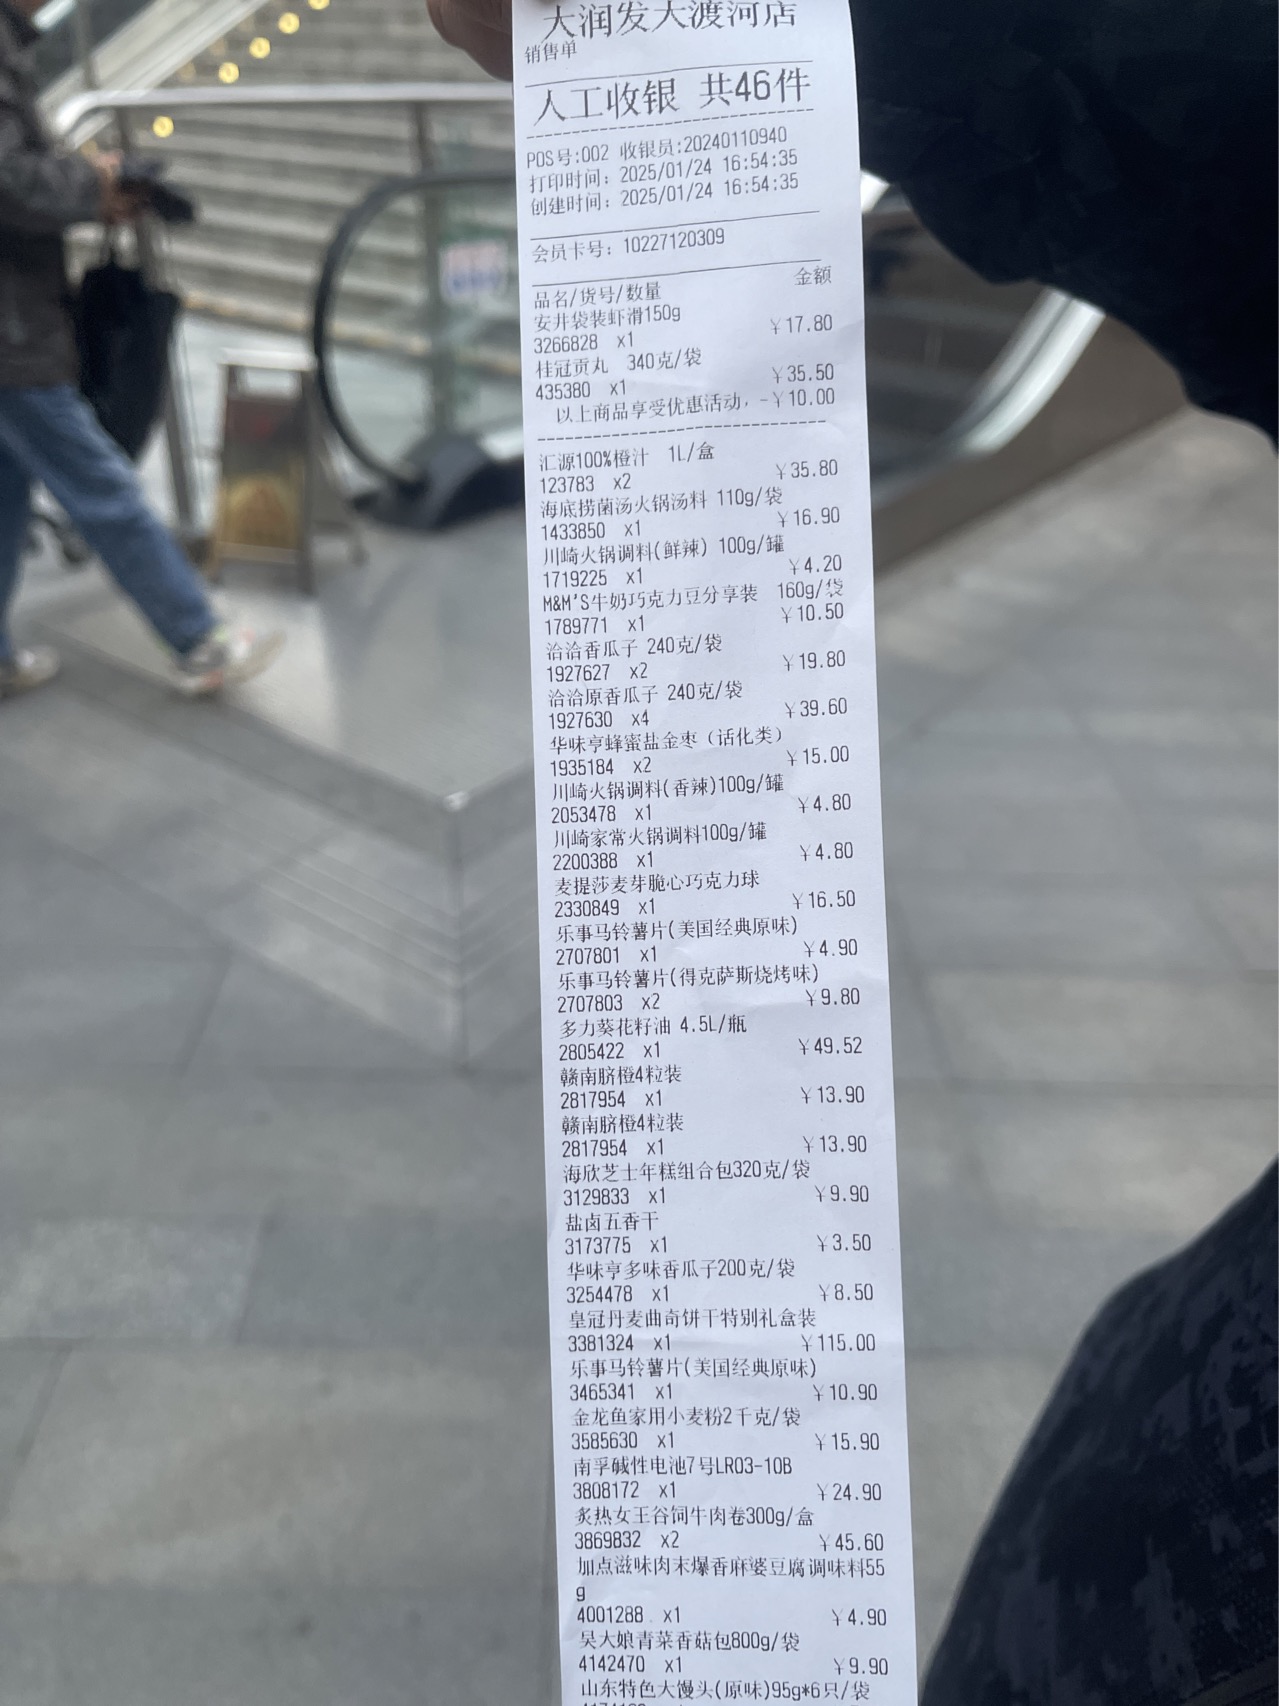 大润发大渡河店
销售单
人工收银 共46件
POS号:002 收银员:20240110940
打印时间: 2025/01/24 16:54:35
创建时间: 2025/01/24 16:54:35
会员卡号: 10227120309
品名/货号/数量 金额
安井袋装虾滑150g
3266828 x1 ¥17.80
桂冠贡丸 340克/袋
435380 x1 ¥35.50
以上商品享受优惠活动,-¥10.00
汇源100%橙汁 1L/盒
123783 x2 ¥35.80
海底捞菌汤火锅汤料 110g/袋
1433850 x1 ¥16.90
川崎火锅调料(鲜辣) 100g/罐
1719225 x1 ¥4.20
M&M'S牛奶巧克力豆分享装 160g/袋
1789771 x1 ¥10.50
洽洽香瓜子 240克/袋
1927627 x2 ¥19.80
洽洽原香瓜子 240克/袋
1927630 x4 ¥39.60
华味亨蜂蜜盐金枣（话化类）
1935184 x2 ¥15.00
川崎火锅调料(香辣)100g/罐
2053478 x1 ¥4.80
川崎家常火锅调料100g/罐
2200388 x1 ¥4.80
麦提莎麦芽脆心巧克力球
2330849 x1 ¥16.50
乐事马铃薯片(美国经典原味)
2707801 x1 ¥4.90
乐事马铃薯片(得克萨斯烧烤味)
2707803 x2 ¥9.80
多力葵花籽油 4.5L/瓶
2805422 x1 ¥49.52
赣南脐橙4粒装
2817954 x1 ¥13.90
赣南脐橙4粒装
2817954 x1 ¥13.90
海欣芝士年糕组合包320克/袋
3129833 x1 ¥9.90
盐卤五香干
3173775 x1 ¥3.50
华味亨多味香瓜子200克/袋
3254478 x1 ¥8.50
皇冠丹麦曲奇饼干特别礼盒装
3381324 x1 ¥115.00
乐事马铃薯片(美国经典原味)
3465341 x1 ¥10.90
金龙鱼家用小麦粉2千克/袋
3585630 x1 ¥15.90
南孚碱性电池7号LR03-10B
3808172 x1 ¥24.90
炙热女王谷饲牛肉卷300g/盒
3869832 x2 ¥45.60
加点滋味肉末爆香麻婆豆腐调味料55
g
4001288 x1 ¥4.90
吴大娘青菜香菇包800g/袋
4142470 x1 ¥9.90
山东特色大馒头(原味)95g*6只/袋